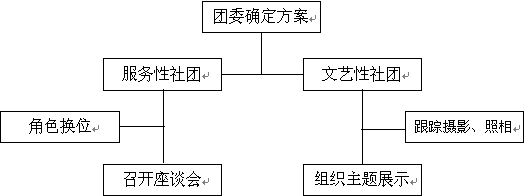 团委确定方案
服务性社团
文艺性社团
角色换位
跟踪摄影、照相
召开座谈会
组织主题展示